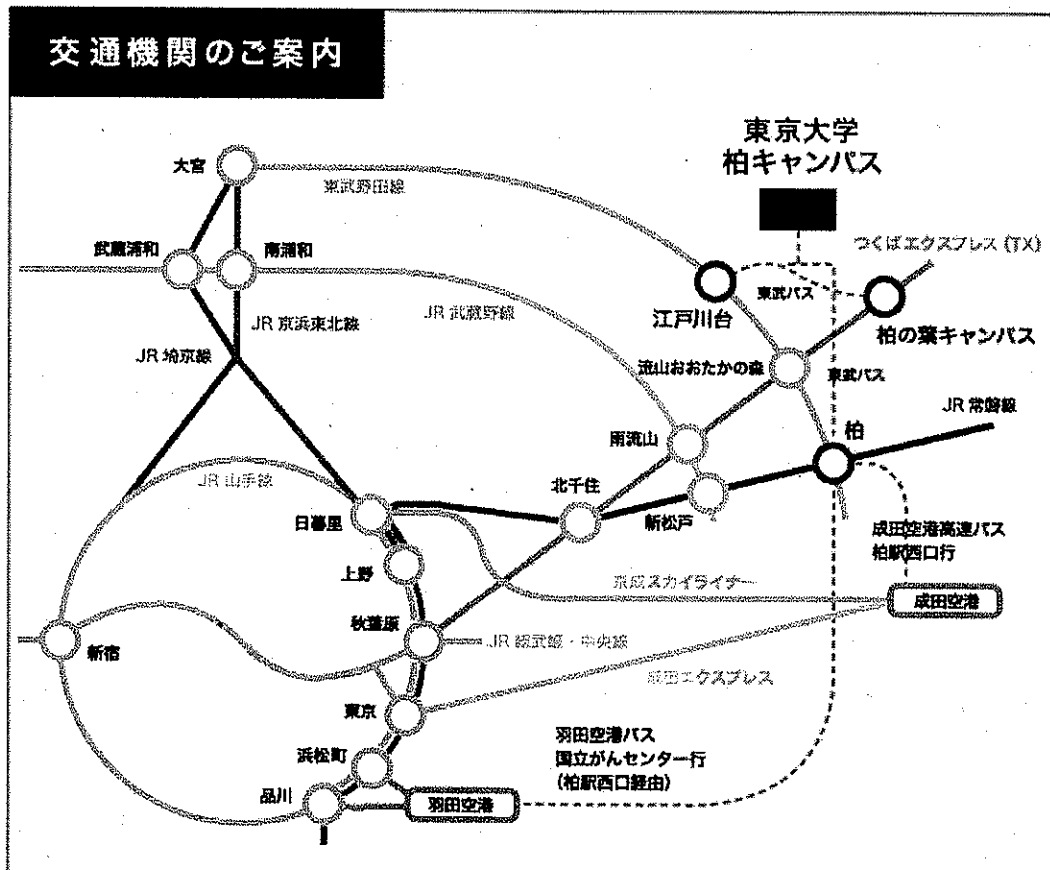 交通機関のご案内
東京大学
柏キャンパス
大宮
東武野田線
つくばエクスプレス (TX)
武蔵浦和
南浦和
東武バス
江戸川台
柏の葉キャンパス
JR 京浜東北線
JR 武蔵野線
JR 埼京線
流山おおたかの森
東武バス
JR 常磐線
柏
南流山
JR 山手線
北千住
日暮里
新松戸
成田空港高速バス
柏駅西口行
上野
京成スカイライナー
成田空港
秋葉原
新宿
JR 総武線・中央線
成田エクスプレス
東京
羽田空港バス
国立がんセンター行
(柏駅西口経由)
浜松町
品川
羽田空港